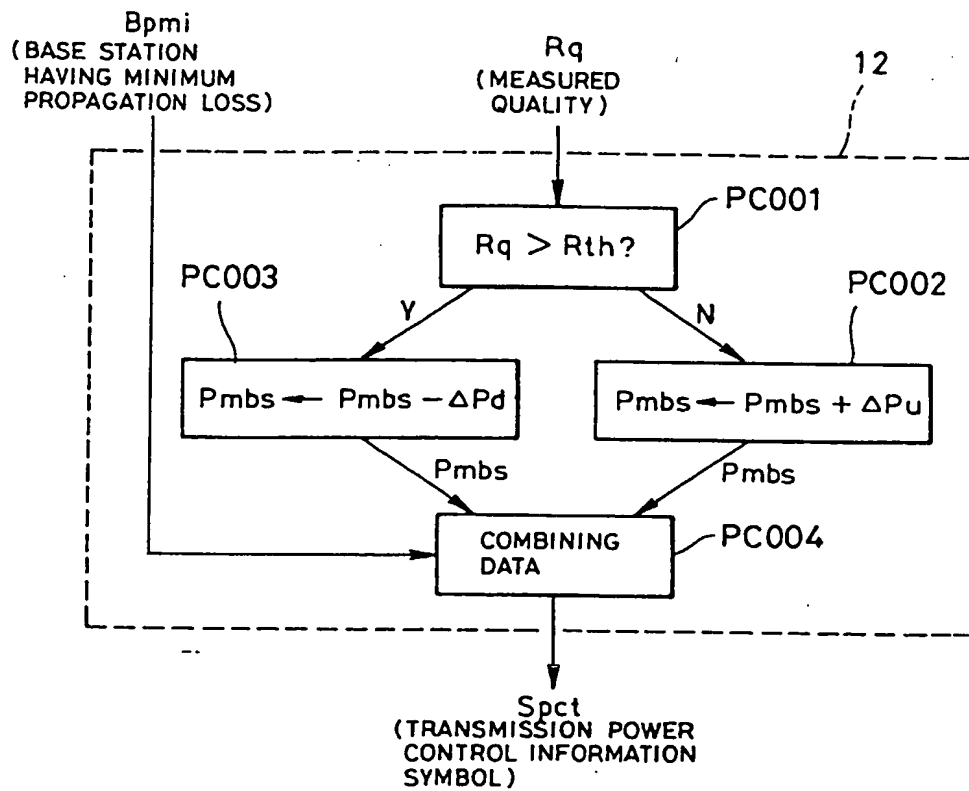 Bpmi
(BASE STATION
HAVING MINIMUM
PROPAGATION LOSS)
Rq
(MEASURED
QUALITY)
12
PC001
Rq > Rth?
PC003
PC002
Y
N
Pmbs ← Pmbs - ΔPd
Pmbs ← Pmbs + ΔPu
Pmbs
Pmbs
COMBINING
DATA
PC004
Spct
(TRANSMISSION POWER
CONTROL INFORMATION
SYMBOL)